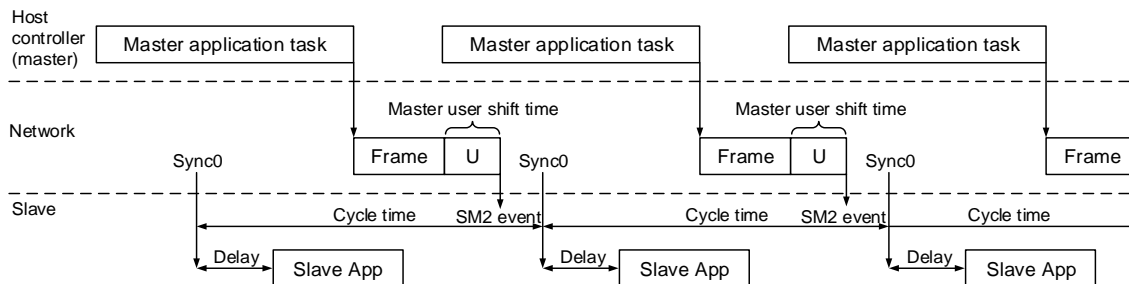 Host
controller
(master)
Master application task
Master application task
Master application task
Master user shift time
Master user shift time
Network
Frame
U
Frame
U
Frame
Sync0
Sync0
Sync0
Slave
Cycle time
SM2 event
Cycle time
SM2 event
Cycle time
Delay
Slave App
Delay
Slave App
Delay
Slave App